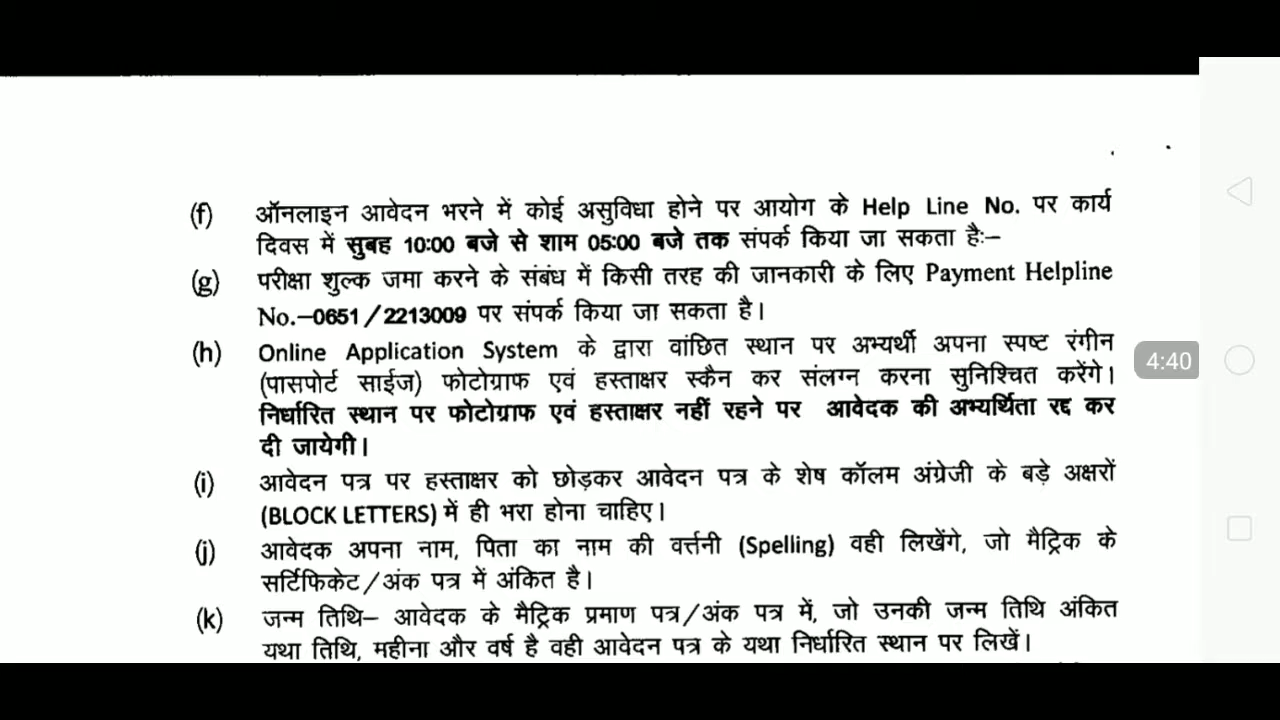 (f) ऑनलाइन आवेदन भरने में कोई असुविधा होने पर आयोग के Help Line No. पर कार्य
दिवस में सुबह 10:00 बजे से शाम 05:00 बजे तक संपर्क किया जा सकता हैः–
(g) परीक्षा शुल्क जमा करने के संबंध में किसी तरह की जानकारी के लिए Payment Helpline
No.–0651/2213009 पर संपर्क किया जा सकता है।
(h) Online Application System के द्वारा वांछित स्थान पर अभ्यर्थी अपना स्पष्ट रंगीन
(पासपोर्ट साईज) फोटोग्राफ एवं हस्ताक्षर स्कैन कर संलग्न करना सुनिश्चित करेंगे।
निर्धारित स्थान पर फोटोग्राफ एवं हस्ताक्षर नहीं रहने पर आवेदक की अभ्यर्थिता रद्द कर
दी जायेगी।
(i) आवेदन पत्र पर हस्ताक्षर को छोड़कर आवेदन पत्र के शेष कॉलम अंग्रेजी के बड़े अक्षरों
(BLOCK LETTERS) में ही भरा होना चाहिए।
(j) आवेदक अपना नाम, पिता का नाम की वर्त्तनी (Spelling) वही लिखेंगे, जो मैट्रिक के
सर्टिफिकेट/अंक पत्र में अंकित है।
(k) जन्म तिथि– आवेदक के मैट्रिक प्रमाण पत्र/अंक पत्र में, जो उनकी जन्म तिथि अंकित
यथा तिथि, महीना और वर्ष है वही आवेदन पत्र के यथा निर्धारित स्थान पर लिखें।
4:40